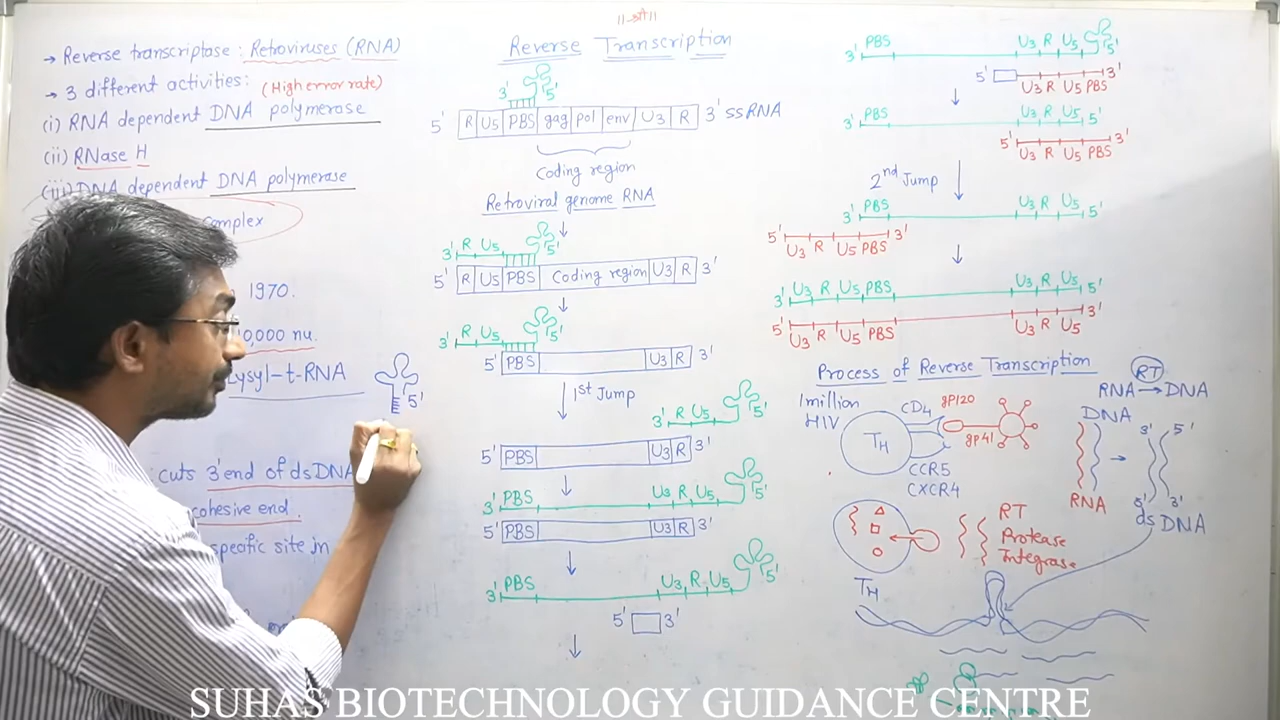 ॥श्री॥
→ Reverse transcriptase : Retroviruses (RNA)
→ 3 different activities: (High error rate)
(i) RNA dependent DNA polymerase
(ii) RNase H
(iii) DNA dependent DNA polymerase
complex
1970.
0,000 nu.
Lysyl-t-RNA
5'
cuts 3' end of dsDNA
cohesive end.
specific site in
Reverse Transcription
3' 5'
5' R U5 PBS gag pol env U3 R 3' ssRNA
Coding region
Retroviral genome RNA
3' R U5 5'
5' R U5 PBS Coding region U3 R 3'
3' R U5 5'
5' PBS U3 R 3'
1st Jump
3' R U5 5'
5' PBS U3 R 3'
3' PBS U3 R U5 5'
5' PBS U3 R 3'
3' PBS U3 R U5 5'
5' 3'
3' PBS U3 R U5 5'
5' 3'
U3 R U5 PBS
3' PBS U3 R U5 5'
5' 3'
U3 R U5 PBS
2nd Jump
3' PBS U3 R U5 5'
5' 3'
U3 R U5 PBS
3' U3 R U5 PBS U3 R U5 5'
5' U3 R U5 PBS U3 R U5 3'
Process of Reverse Transcription
RT
RNA → DNA
1 million
HIV
TH
CD4 gp120
gp41
CCR5
CXCR4
DNA
RNA
3' 5'
5' 3'
ds DNA
RT
Protease
Integrase
TH
SUHAS BIOTECHNOLOGY GUIDANCE CENTRE